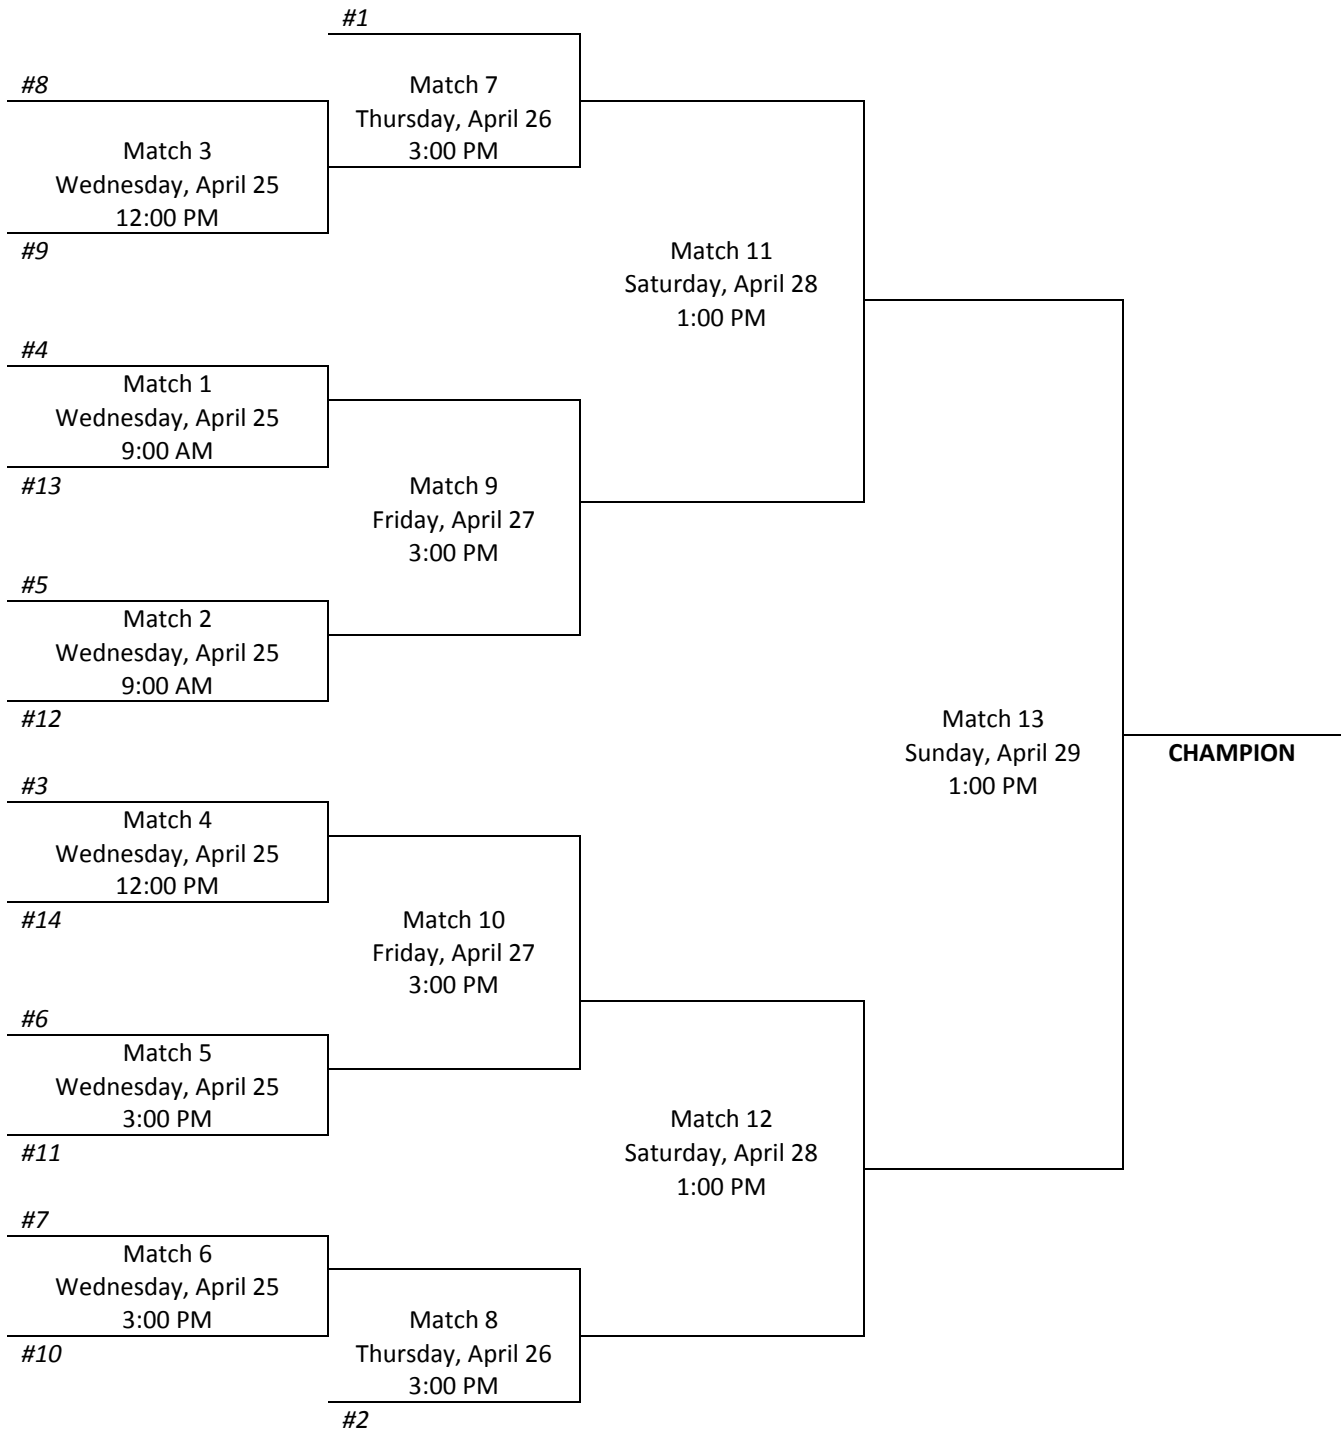 #1
#8
Match 7
Thursday, April 26
3:00 PM
Match 3
Wednesday, April 25
12:00 PM
#9
Match 11
Saturday, April 28
1:00 PM
#4
Match 1
Wednesday, April 25
9:00 AM
#13
Match 9
Friday, April 27
3:00 PM
#5
Match 2
Wednesday, April 25
9:00 AM
#12
Match 13
Sunday, April 29
1:00 PM
CHAMPION
#3
Match 4
Wednesday, April 25
12:00 PM
#14
Match 10
Friday, April 27
3:00 PM
#6
Match 5
Wednesday, April 25
3:00 PM
#11
Match 12
Saturday, April 28
1:00 PM
#7
Match 6
Wednesday, April 25
3:00 PM
#10
Match 8
Thursday, April 26
3:00 PM
#2